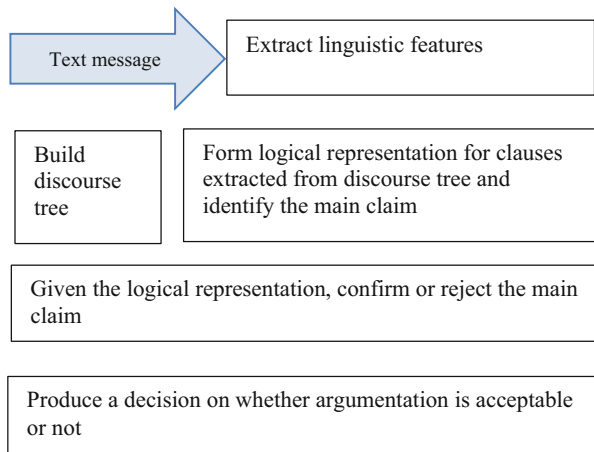 Text message
Extract linguistic features
Build
discourse
tree
Form logical representation for clauses
extracted from discourse tree and
identify the main claim
Given the logical representation, confirm or reject the main
claim
Produce a decision on whether argumentation is acceptable
or not